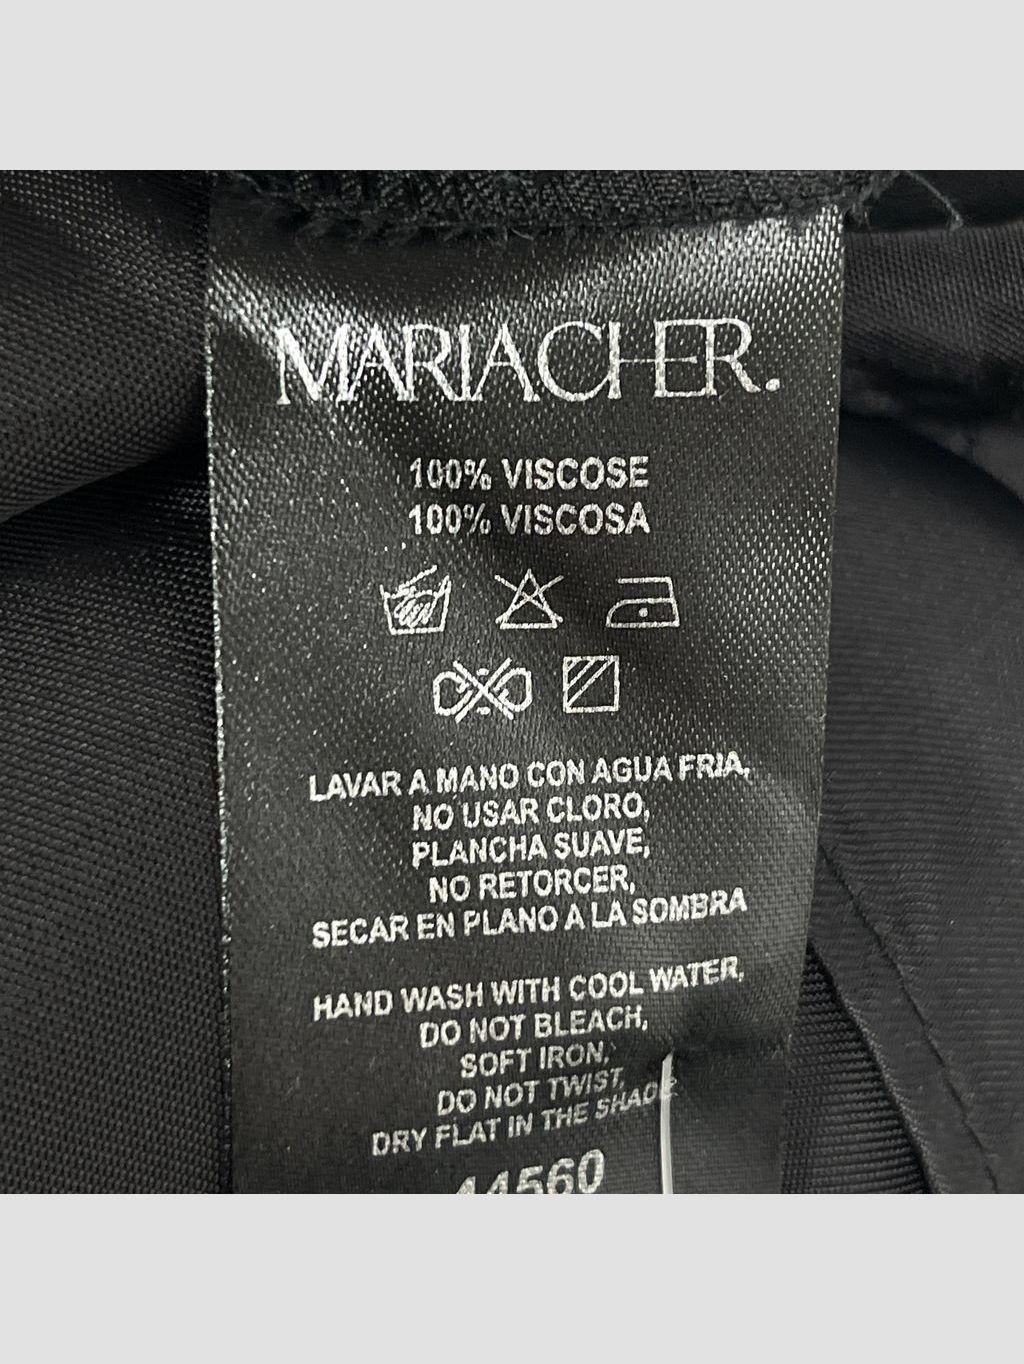 MARIACHER.
100% VISCOSE
100% VISCOSA
LAVAR A MANO CON AGUA FRIA,
NO USAR CLORO,
PLANCHA SUAVE,
NO RETORCER,
SECAR EN PLANO A LA SOMBRA
HAND WASH WITH COOL WATER,
DO NOT BLEACH,
SOFT IRON,
DO NOT TWIST,
DRY FLAT IN THE SHADE
44560